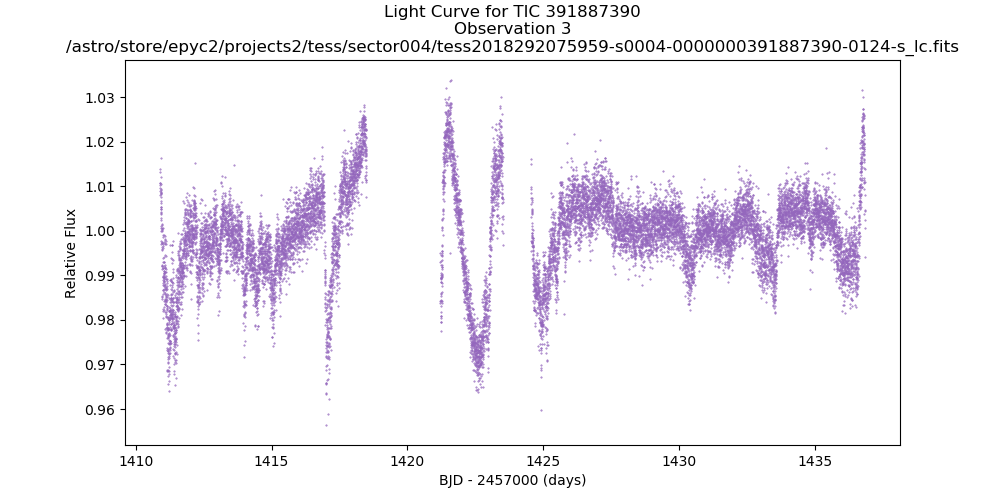 Light Curve for TIC 391887390
Observation 3
/astro/store/epyc2/projects2/tess/sector004/tess2018292075959-s0004-0000000391887390-0124-s_lc.fits
1.03
1.02
1.01
1.00
0.99
0.98
0.97
0.96
Relative Flux
1410 1415 1420 1425 1430 1435
BJD - 2457000 (days)